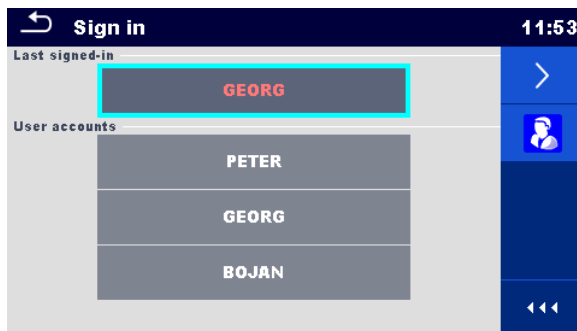 Sign in 11:53
Last signed-in
GEORG
User accounts
PETER
GEORG
BOJAN